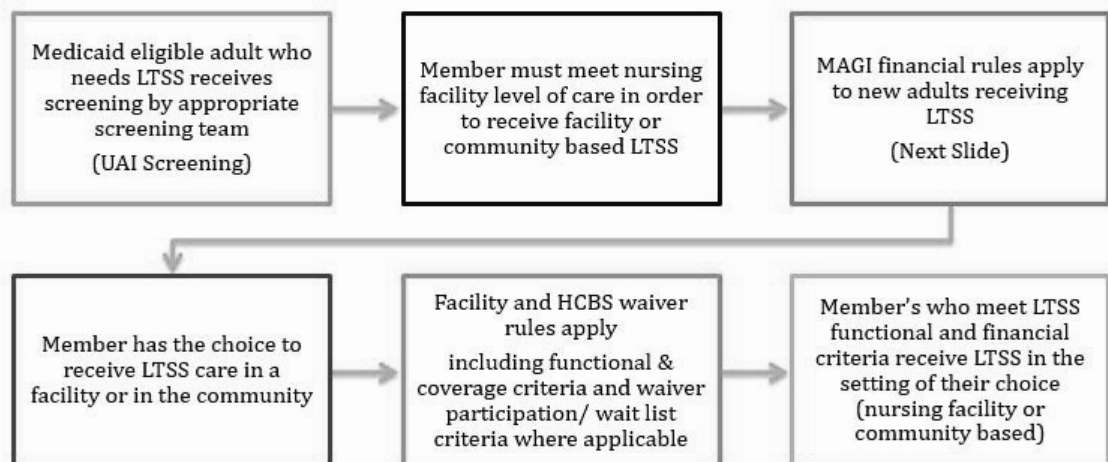 Medicaid eligible adult who
needs LTSS receives
screening by appropriate
screening team
(UAI Screening)
Member must meet nursing
facility level of care in order
to receive facility or
community based LTSS
MAGI financial rules apply
to new adults receiving
LTSS
(Next Slide)
Member has the choice to
receive LTSS care in a
facility or in the community
Facility and HCBS waiver
rules apply
including functional &
coverage criteria and waiver
participation/ wait list
criteria where applicable
Member's who meet LTSS
functional and financial
criteria receive LTSS in the
setting of their choice
(nursing facility or
community based)